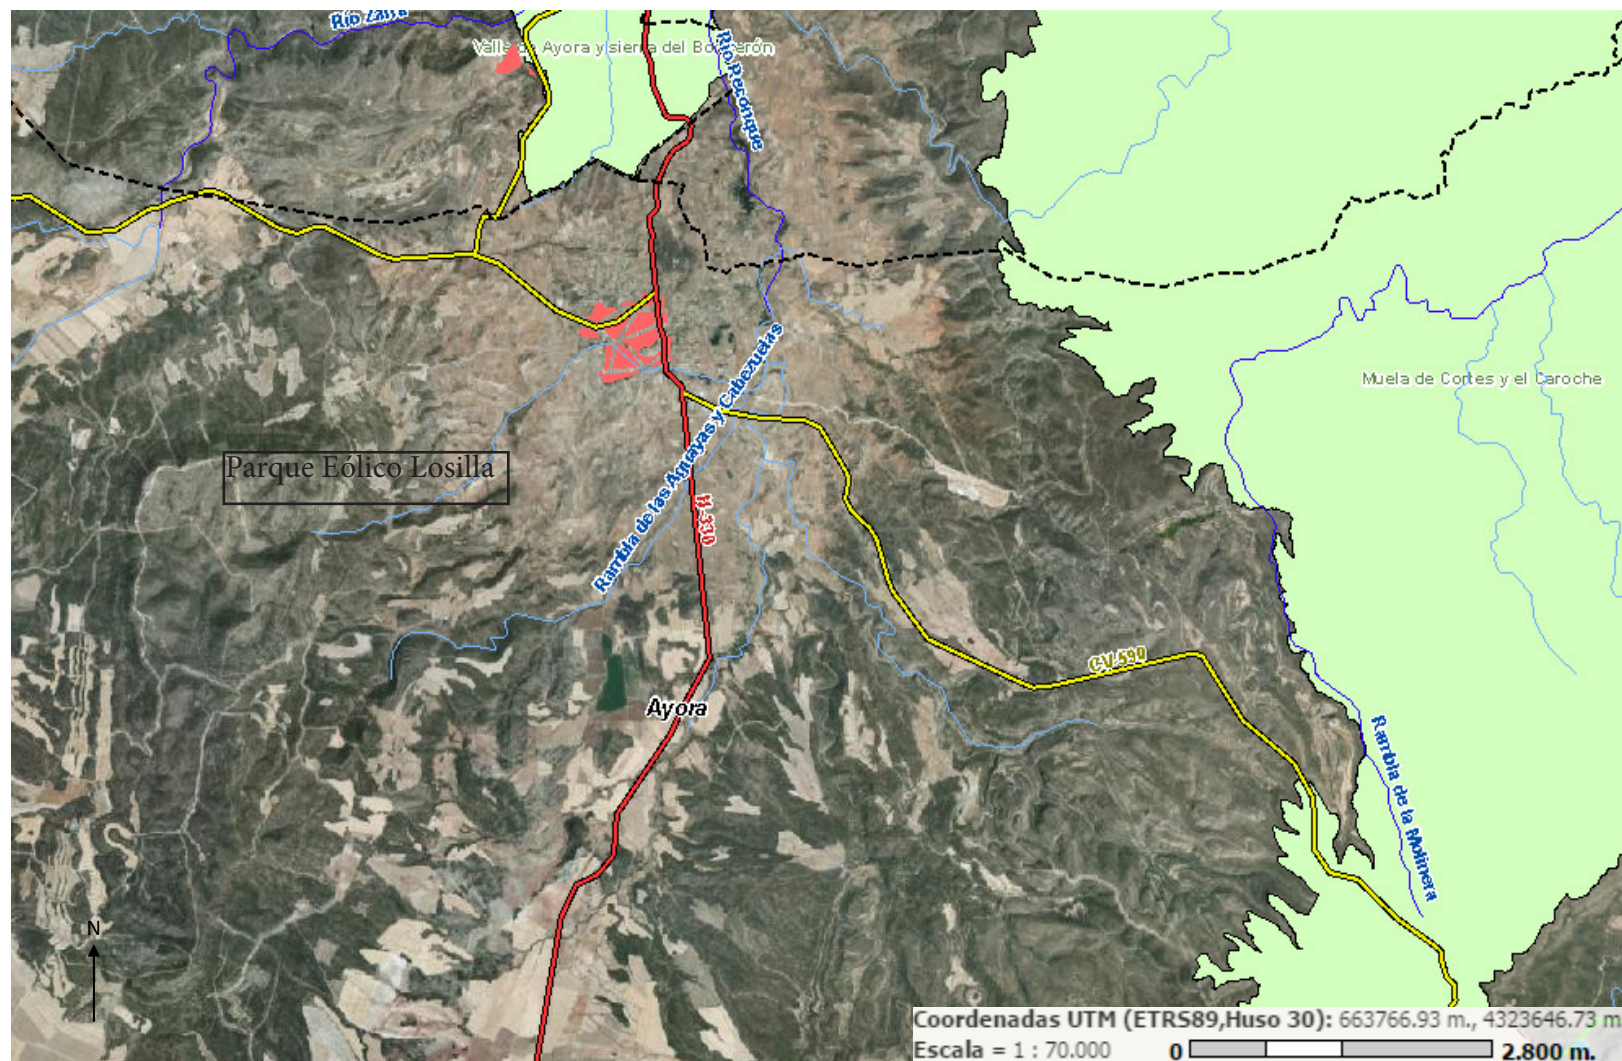 Río Zarra
Valle de Ayora y sierra del Boquerón
Río Reconque
Muela de Cortes y el Caroche
Rambla de las Aguayas y Cabezuelas
Parque Eólico Losilla
N-330
CV-590
Ayora
Rambla de la Molinera
N
Coordenadas UTM (ETRS89,Huso 30): 663766.93 m., 4323646.73 m
Escala = 1 : 70.000 0 2.800 m.